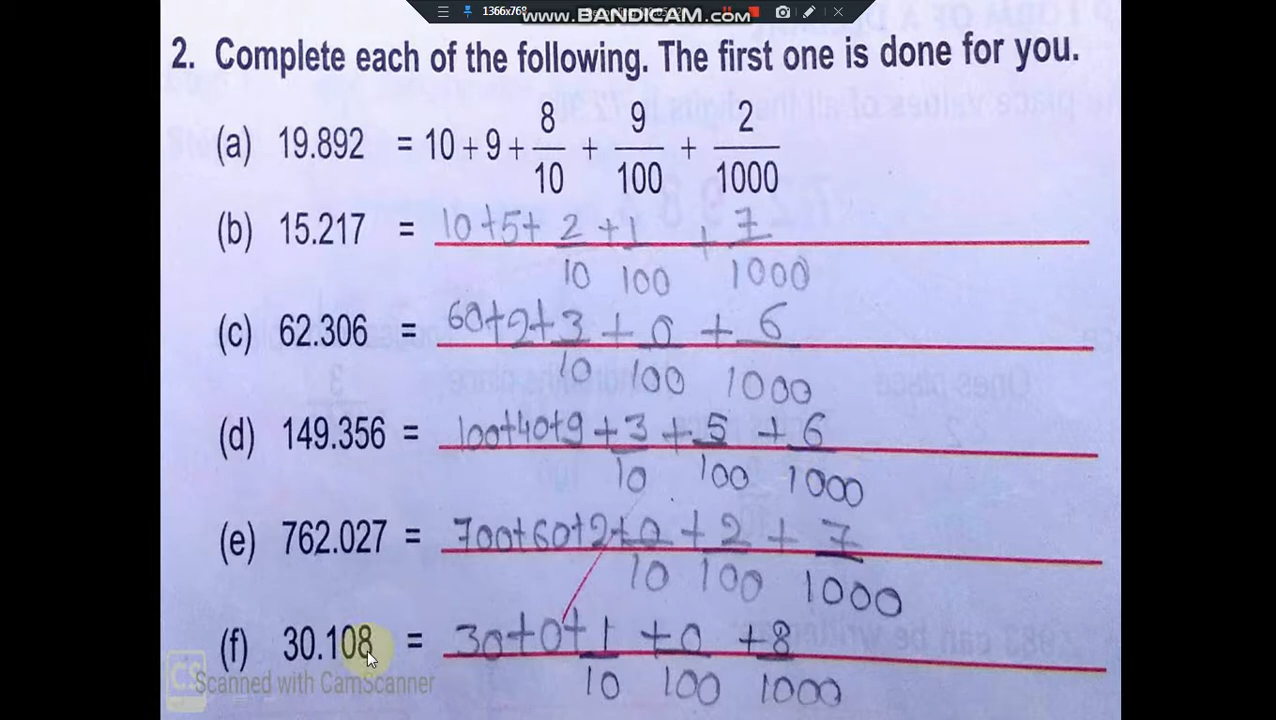 1366x768
www.BANDICAM.com
2. Complete each of the following. The first one is done for you.
(a) 19.892 = 10 + 9 + 8/10 + 9/100 + 2/1000
(b) 15.217 = 10+5+ 2/10 + 1/100 + 7/1000
(c) 62.306 = 60+2+ 3/10 + 0/100 + 6/1000
(d) 149.356 = 100+40+9 + 3/10 + 5/100 + 6/1000
(e) 762.027 = 700+60+2+ 0/10 + 2/100 + 7/1000
(f) 30.108 = 30+0+ 1/10 + 0/100 + 8/1000
CS Scanned with CamScanner